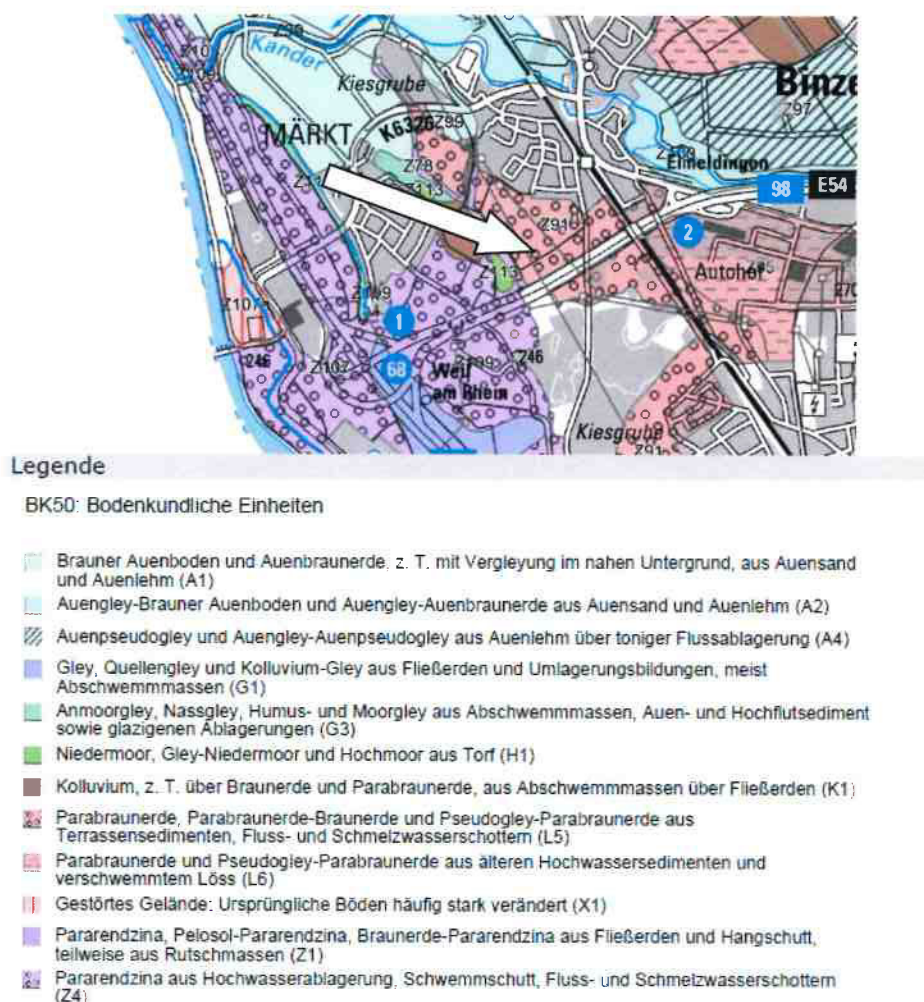 Z10
Z109
Kander
Kiesgrube
Binze
Z97
MÄRKT
K6326
Z99
Z78
Z113
98
E54
Z91
2
Autohof
Z113
1
Z107
246
Z107
68
Weil
am Rhein
246
Kiesgrube
Z91
Legende
BK50: Bodenkundliche Einheiten
Brauner Auenboden und Auenbraunerde, z. T. mit Vergleyung im nahen Untergrund, aus Auensand
und Auenlehm (A1)
Auengley-Brauner Auenboden und Auengley-Auenbraunerde aus Auensand und Auenlehm (A2)
Auenpseudogley und Auengley-Auenpseudogley aus Auenlehm über toniger Flussablagerung (A4)
Gley, Quellengley und Kolluvium-Gley aus Fließerden und Umlagerungsbildungen, meist
Abschwemmmassen (G1)
Anmoorgley, Nassgley, Humus- und Moorgley aus Abschwemmmassen, Auen- und Hochflutsediment
sowie glazigenen Ablagerungen (G3)
Niedermoor, Gley-Niedermoor und Hochmoor aus Torf (H1)
Kolluvium, z. T. über Braunerde und Parabraunerde, aus Abschwemmmassen über Fließerden (K1)
Parabraunerde, Parabraunerde-Braunerde und Pseudogley-Parabraunerde aus
Terrassensedimenten, Fluss- und Schmelzwasserschottern (L5)
Parabraunerde und Pseudogley-Parabraunerde aus älteren Hochwassersedimenten und
verschwemmtem Löss (L6)
Gestörtes Gelände: Ursprüngliche Böden häufig stark verändert (X1)
Pararendzina, Pelosol-Pararendzina, Braunerde-Pararendzina aus Fließerden und Hangschutt,
teilweise aus Rutschmassen (Z1)
Pararendzina aus Hochwasserablagerung, Schwemmschutt, Fluss- und Schmelzwasserschottern
(Z4)